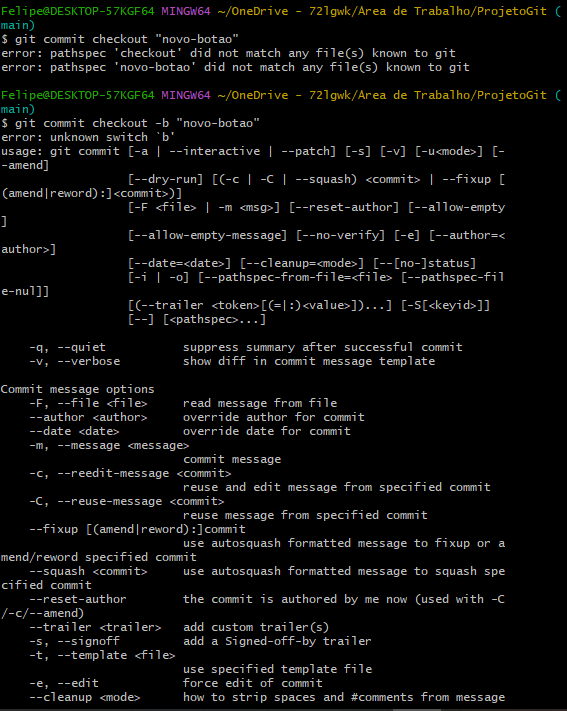 Felipe@DESKTOP-57KGF64 MINGW64 ~/OneDrive - 72lgwk/Área de Trabalho/ProjetoGit (
main)
$ git commit checkout "novo-botao"
error: pathspec 'checkout' did not match any file(s) known to git
error: pathspec 'novo-botao' did not match any file(s) known to git
Felipe@DESKTOP-57KGF64 MINGW64 ~/OneDrive - 72lgwk/Área de Trabalho/ProjetoGit (
main)
$ git commit checkout -b "novo-botao"
error: unknown switch `b'
usage: git commit [-a | --interactive | --patch] [-s] [-v] [-u<mode>] [-
-amend]
[--dry-run] [(-c | -C | --squash) <commit> | --fixup [
(amend|reword):]<commit>)]
[-F <file> | -m <msg>] [--reset-author] [--allow-empty
]
[--allow-empty-message] [--no-verify] [-e] [--author=<
author>]
[--date=<date>] [--cleanup=<mode>] [--[no-]status]
[-i | -o] [--pathspec-from-file=<file> [--pathspec-fil
e-nul]]
[(--trailer <token>[(=|:)<value>])...] [-S[<keyid>]]
[--] [<pathspec>...]
-q, --quiet suppress summary after successful commit
-v, --verbose show diff in commit message template
Commit message options
-F, --file <file> read message from file
--author <author> override author for commit
--date <date> override date for commit
-m, --message <message>
commit message
-c, --reedit-message <commit>
reuse and edit message from specified commit
-C, --reuse-message <commit>
reuse message from specified commit
--fixup [(amend|reword):]commit
use autosquash formatted message to fixup or a
mend/reword specified commit
--squash <commit> use autosquash formatted message to squash spe
cified commit
--reset-author the commit is authored by me now (used with -C
/-c/--amend)
--trailer <trailer> add custom trailer(s)
-s, --signoff add a Signed-off-by trailer
-t, --template <file>
use specified template file
-e, --edit force edit of commit
--cleanup <mode> how to strip spaces and #comments from message